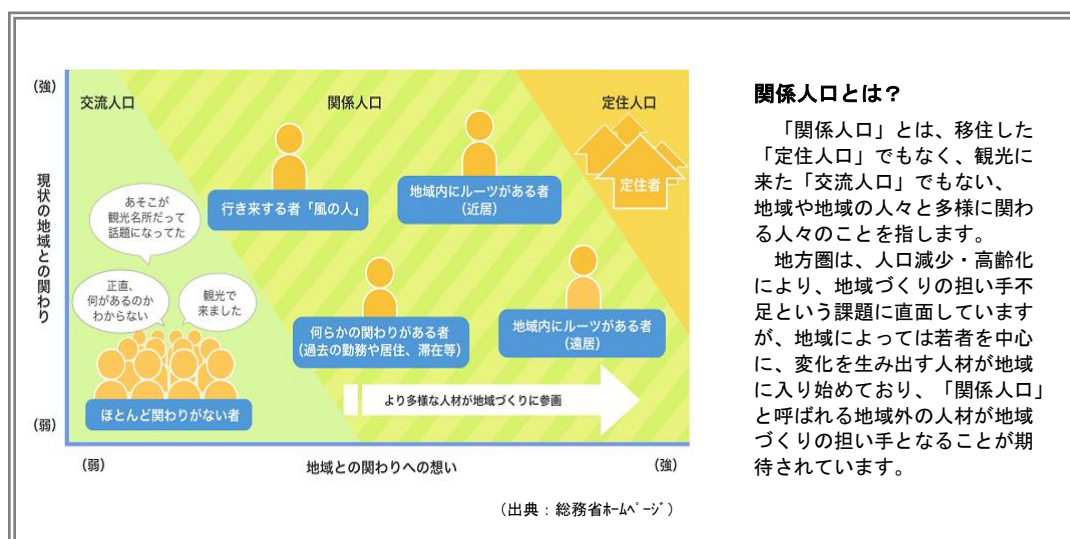 （強）
交流人口
関係人口
定住人口
定住者
行き来する者「風の人」
地域内にルーツがある者
（近居）
あそこが
観光名所だって
話題になってた
正直、
何があるのか
わからない
観光で
来ました
ほとんど関わりがない者
何らかの関わりがある者
（過去の勤務や居住、滞在等）
地域内にルーツがある者
（遠居）
より多様な人材が地域づくりに参画
現状の地域との関わり
（弱）
（弱）
地域との関わりへの想い
（強）
（出典：総務省ﾎｰﾑﾍﾟｰｼﾞ）
関係人口とは？
「関係人口」とは、移住した
「定住人口」でもなく、観光に
来た「交流人口」でもない、
地域や地域の人々と多様に関わ
る人々のことを指します。
地方圏は、人口減少・高齢化
により、地域づくりの担い手不
足という課題に直面しています
が、地域によっては若者を中心
に、変化を生み出す人材が地域
に入り始めており、「関係人口」
と呼ばれる地域外の人材が地域
づくりの担い手となることが期
待されています。